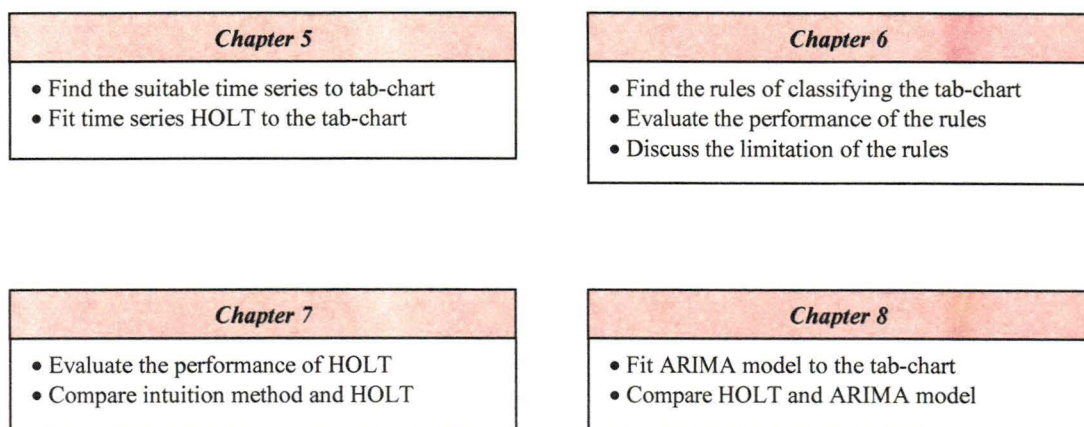 Chapter 5
• Find the suitable time series to tab-chart
• Fit time series HOLT to the tab-chart
Chapter 6
• Find the rules of classifying the tab-chart
• Evaluate the performance of the rules
• Discuss the limitation of the rules
Chapter 7
• Evaluate the performance of HOLT
• Compare intuition method and HOLT
Chapter 8
• Fit ARIMA model to the tab-chart
• Compare HOLT and ARIMA model